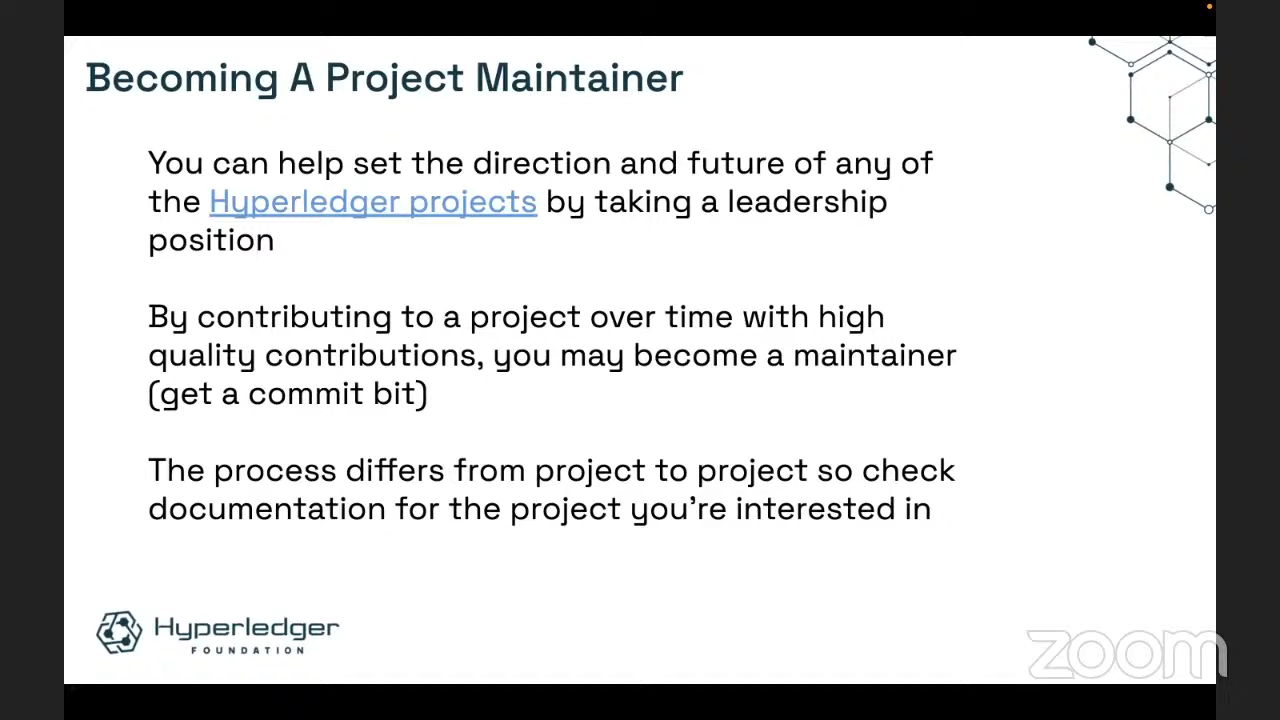 Becoming A Project Maintainer
You can help set the direction and future of any of
the Hyperledger projects by taking a leadership
position
By contributing to a project over time with high
quality contributions, you may become a maintainer
(get a commit bit)
The process differs from project to project so check
documentation for the project you're interested in
Hyperledger
FOUNDATION
zoom